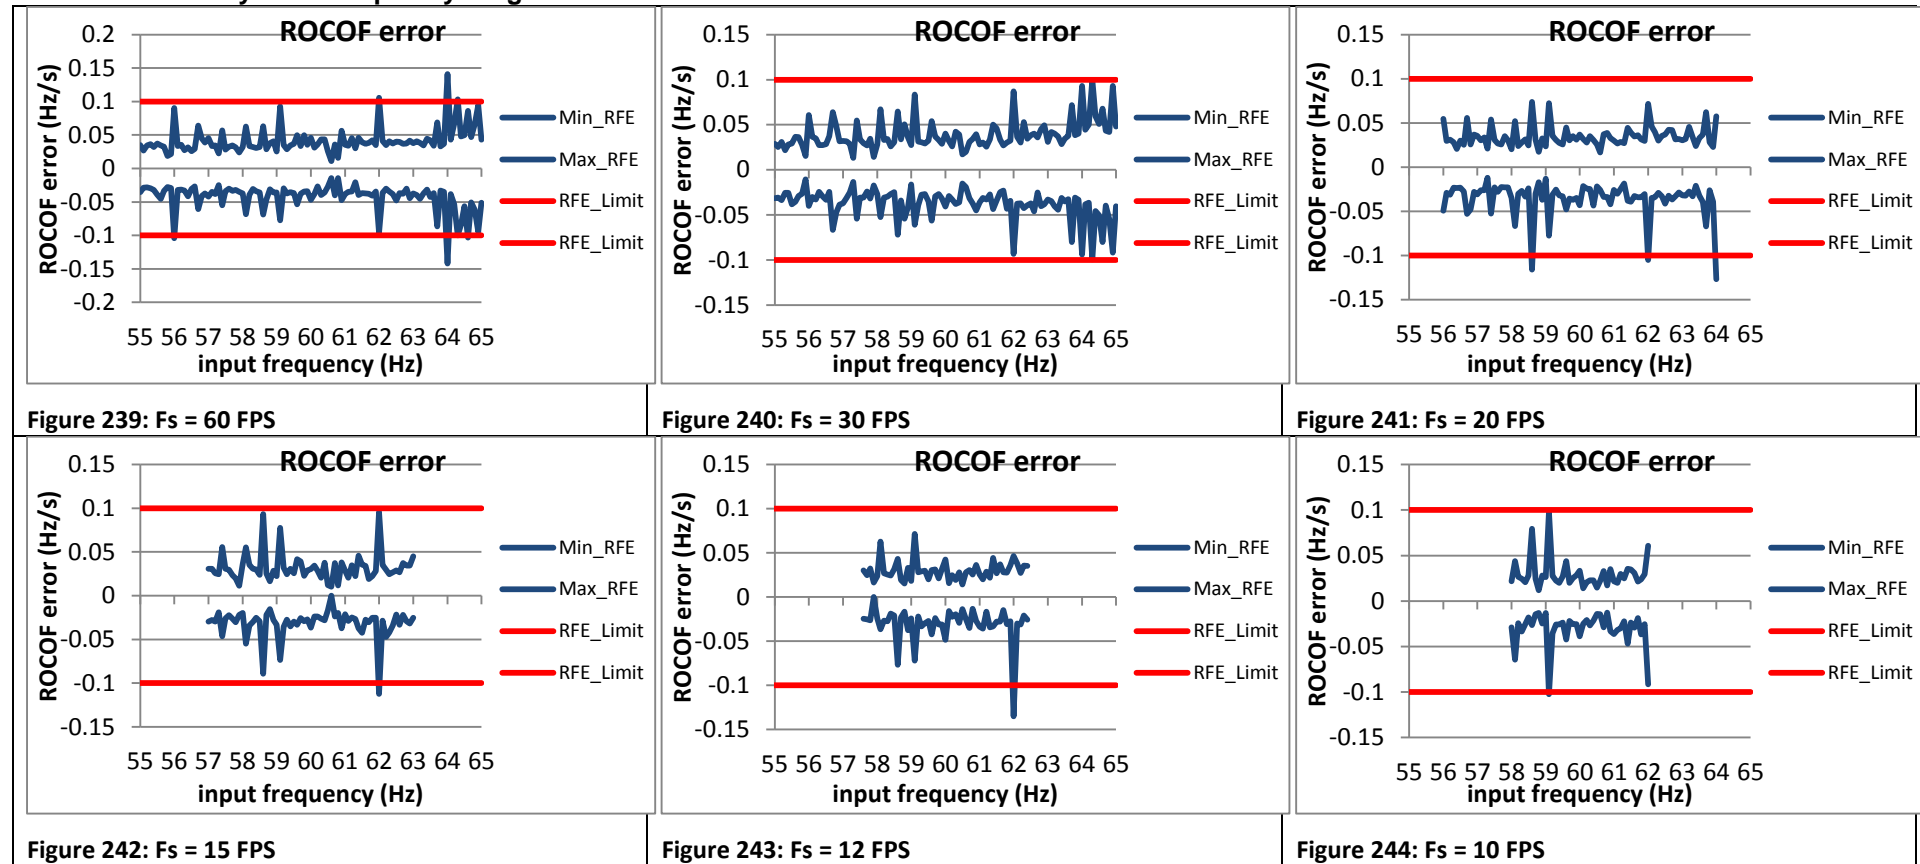 ROCOF error
0.2
0.15
0.1
0.05
0
-0.05
-0.1
-0.15
-0.2
ROCOF error (Hz/s)
55 56 57 58 59 60 61 62 63 64 65
input frequency (Hz)
Min_RFE
Max_RFE
RFE_Limit
RFE_Limit
Figure 239: Fs = 60 FPS
ROCOF error
0.15
0.1
0.05
0
-0.05
-0.1
-0.15
ROCOF error (Hz/s)
55 56 57 58 59 60 61 62 63 64 65
input frequency (Hz)
Min_RFE
Max_RFE
RFE_Limit
RFE_Limit
Figure 240: Fs = 30 FPS
ROCOF error
0.15
0.1
0.05
0
-0.05
-0.1
-0.15
ROCOF error (Hz/s)
55 56 57 58 59 60 61 62 63 64 65
input frequency (Hz)
Min_RFE
Max_RFE
RFE_Limit
RFE_Limit
Figure 241: Fs = 20 FPS
ROCOF error
0.15
0.1
0.05
0
-0.05
-0.1
-0.15
ROCOF error (Hz/s)
55 56 57 58 59 60 61 62 63 64 65
input frequency (Hz)
Min_RFE
Max_RFE
RFE_Limit
RFE_Limit
Figure 242: Fs = 15 FPS
ROCOF error
0.15
0.1
0.05
0
-0.05
-0.1
-0.15
ROCOF error (Hz/s)
55 56 57 58 59 60 61 62 63 64 65
input frequency (Hz)
Min_RFE
Max_RFE
RFE_Limit
RFE_Limit
Figure 243: Fs = 12 FPS
ROCOF error
0.15
0.1
0.05
0
-0.05
-0.1
-0.15
ROCOF error (Hz/s)
55 56 57 58 59 60 61 62 63 64 65
input frequency (Hz)
Min_RFE
Max_RFE
RFE_Limit
RFE_Limit
Figure 244: Fs = 10 FPS